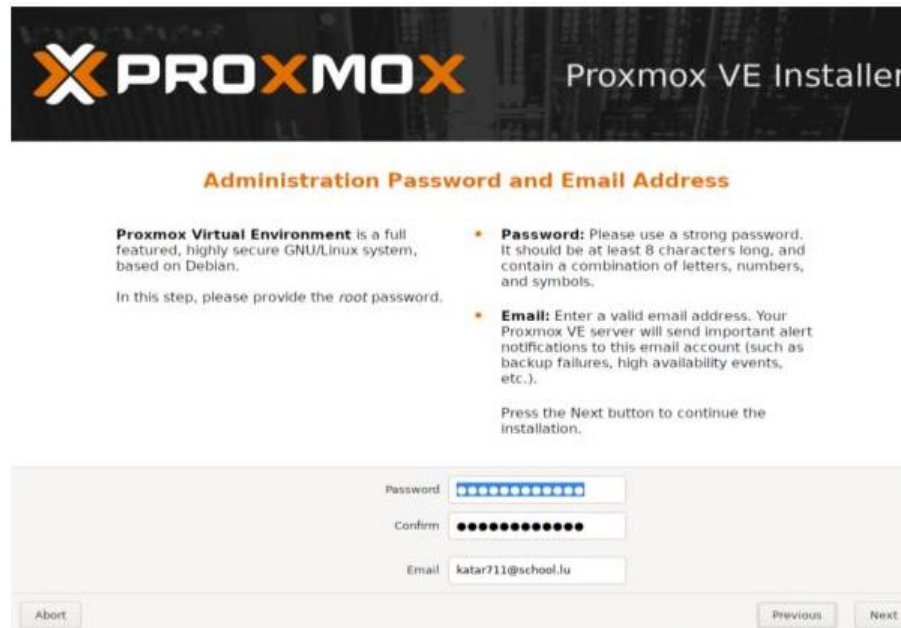 PROXMOX
Proxmox VE Installer
Administration Password and Email Address
Proxmox Virtual Environment is a full
featured, highly secure GNU/Linux system,
based on Debian.
In this step, please provide the root password.
• Password: Please use a strong password.
It should be at least 8 characters long, and
contain a combination of letters, numbers,
and symbols.
• Email: Enter a valid email address. Your
Proxmox VE server will send important alert
notifications to this email account (such as
backup failures, high availability events,
etc.).
Press the Next button to continue the
installation.
Password ●●●●●●●●●●●●
Confirm ●●●●●●●●●●●●
Email katar711@school.lu
Abort
Previous
Next